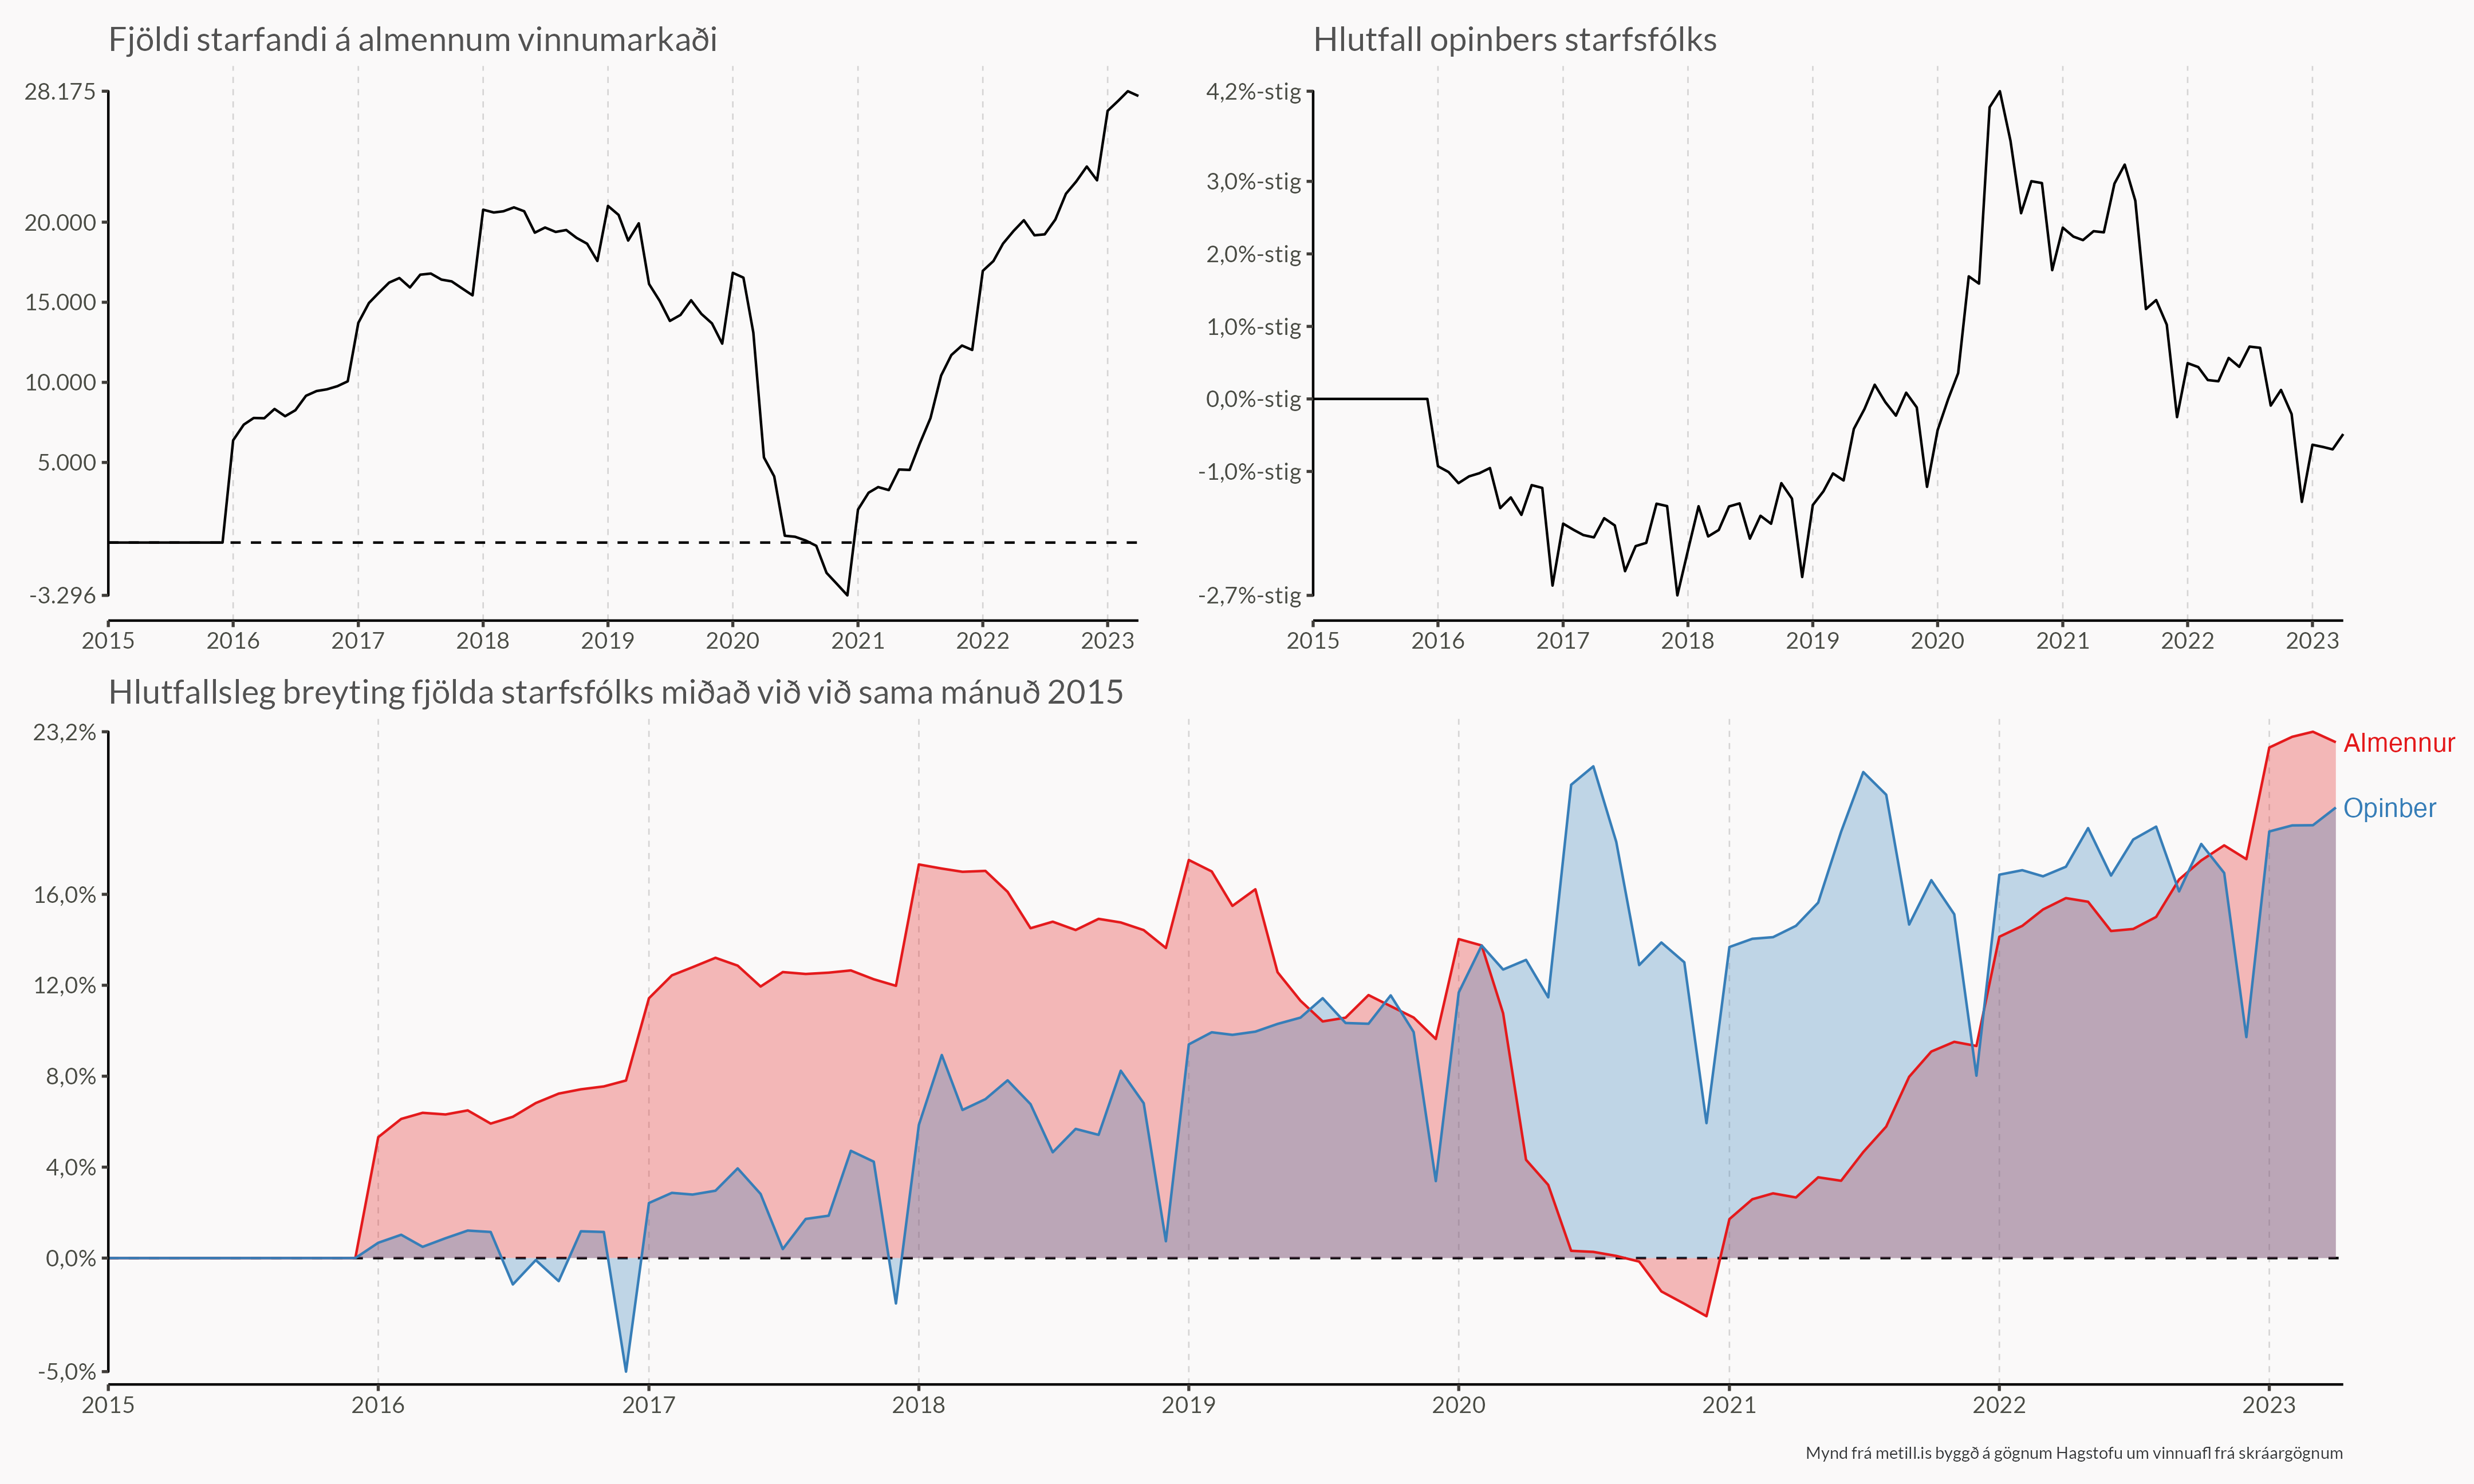 Fjöldi starfandi á almennum vinnumarkaði
28.175
20.000
15.000
10.000
5.000
-3.296
2015 2016 2017 2018 2019 2020 2021 2022 2023
Hlutfall opinbers starfsfólks
4,2%-stig
3,0%-stig
2,0%-stig
1,0%-stig
0,0%-stig
-1,0%-stig
-2,7%-stig
2015 2016 2017 2018 2019 2020 2021 2022 2023
Hlutfallsleg breyting fjölda starfsfólks miðað við við sama mánuð 2015
23,2%
16,0%
12,0%
8,0%
4,0%
0,0%
-5,0%
Almennur
Opinber
2015 2016 2017 2018 2019 2020 2021 2022 2023
Mynd frá metill.is byggð á gögnum Hagstofu um vinnuafl frá skráargögnum